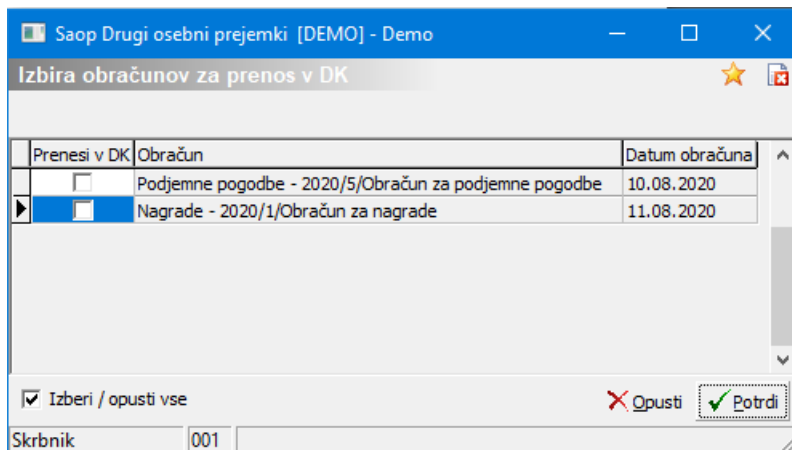 Saop Drugi osebni prejemki [DEMO] - Demo
Izbira obračunov za prenos v DK
Prenesi v DK Obračun Datum obračuna
Podjemne pogodbe - 2020/5/Obračun za podjemne pogodbe 10.08.2020
Nagrade - 2020/1/Obračun za nagrade 11.08.2020
Izberi / opusti vse Opusti Potrdi
Skrbnik 001